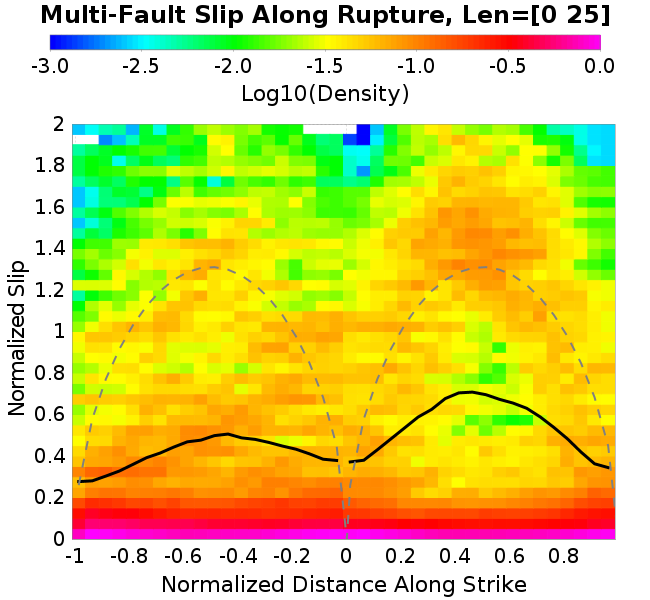 Multi-Fault Slip Along Rupture, Len=[0 25]
-3.0 -2.5 -2.0 -1.5 -1.0 -0.5 0.0
Log10(Density)
2
1.8
1.6
1.4
1.2
1
0.8
0.6
0.4
0.2
0
Normalized Slip
-1 -0.8 -0.6 -0.4 -0.2 0 0.2 0.4 0.6 0.8
Normalized Distance Along Strike